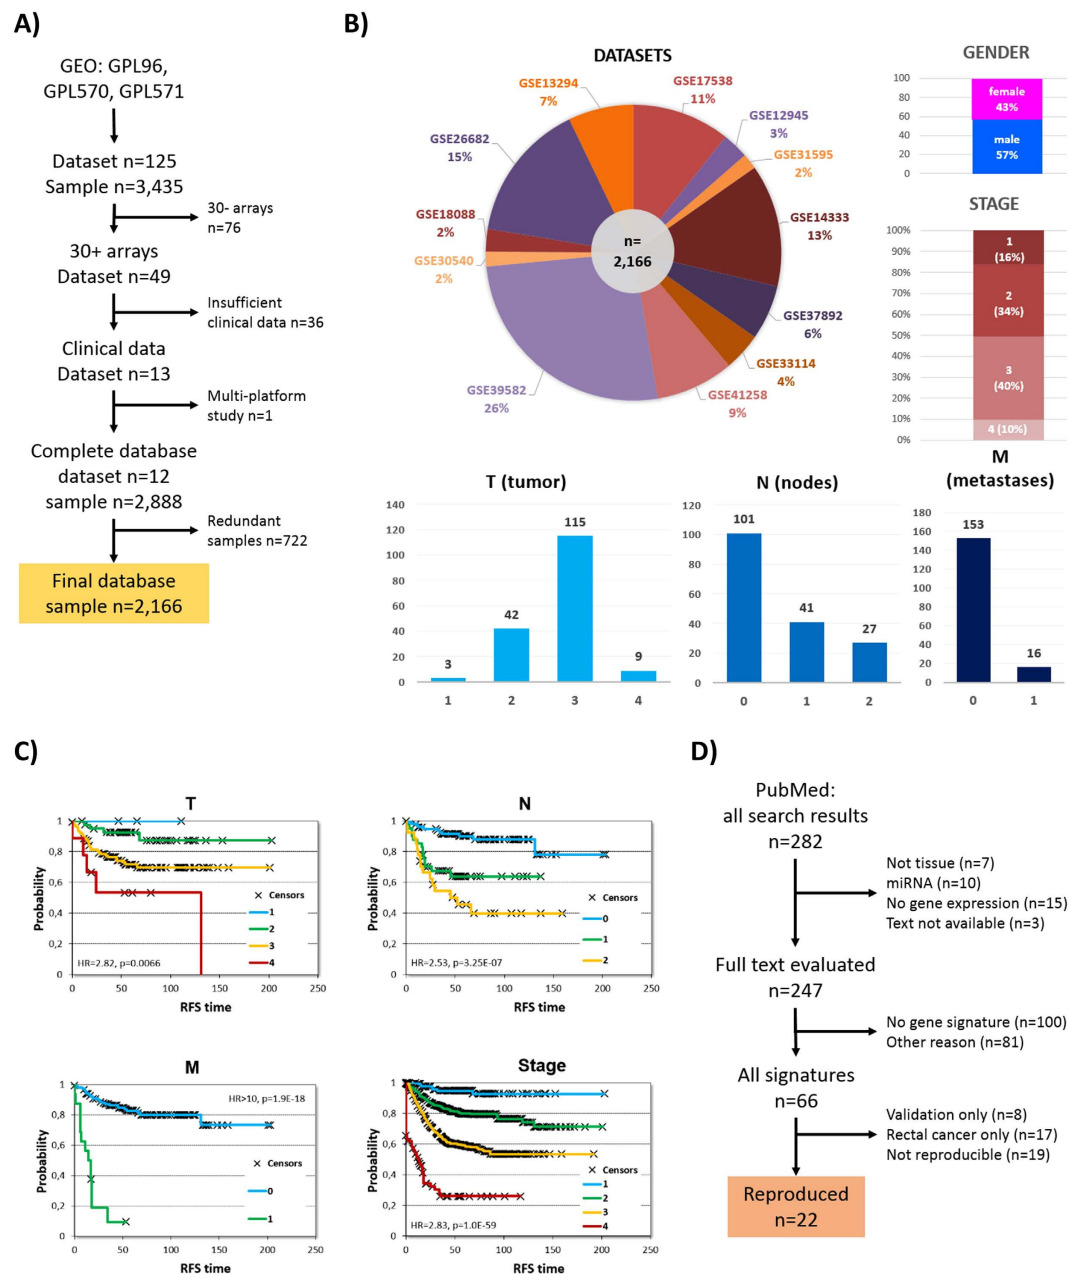 A)
GEO: GPL96,
GPL570, GPL571
Dataset n=125
Sample n=3,435
30- arrays
n=76
30+ arrays
Dataset n=49
Insufficient
clinical data n=36
Clinical data
Dataset n=13
Multi-platform
study n=1
Complete database
dataset n=12
sample n=2,888
Redundant
samples n=722
Final database
sample n=2,166
B)
DATASETS
GSE17538
11%
GSE12945
3%
GSE31595
2%
GSE14333
13%
GSE37892
6%
GSE33114
4%
GSE41258
9%
GSE39582
26%
GSE30540
2%
GSE18088
2%
GSE26682
15%
GSE13294
7%
n=
2,166
GENDER
100
80
60
40
20
0
female
43%
male
57%
STAGE
100%
90%
80%
70%
60%
50%
40%
30%
20%
10%
0%
1
(16%)
2
(34%)
3
(40%)
4 (10%)
T (tumor)
140
120
100
80
60
40
20
0
3
42
115
9
1 2 3 4
N (nodes)
120
100
80
60
40
20
0
101
41
27
0 1 2
M
(metastases)
180
160
140
120
100
80
60
40
20
0
153
16
0 1
C)
T
Probability
1
0,8
0,6
0,4
0,2
0
Censors
1
2
3
4
HR=2.82, p=0.0066
0 50 100 150 200 250
RFS time
N
Probability
1
0,8
0,6
0,4
0,2
0
Censors
0
1
2
HR=2.53, p=3.25E-07
0 50 100 150 200 250
RFS time
M
Probability
1
0,8
0,6
0,4
0,2
0
HR>10, p=1.9E-18
Censors
0
1
0 50 100 150 200 250
RFS time
Stage
Probability
1
0,8
0,6
0,4
0,2
0
Censors
1
2
3
4
HR=2.83, p=1.0E-59
0 50 100 150 200 250
RFS time
D)
PubMed:
all search results
n=282
Not tissue (n=7)
miRNA (n=10)
No gene expression (n=15)
Text not available (n=3)
Full text evaluated
n=247
No gene signature (n=100)
Other reason (n=81)
All signatures
n=66
Validation only (n=8)
Rectal cancer only (n=17)
Not reproducible (n=19)
Reproduced
n=22